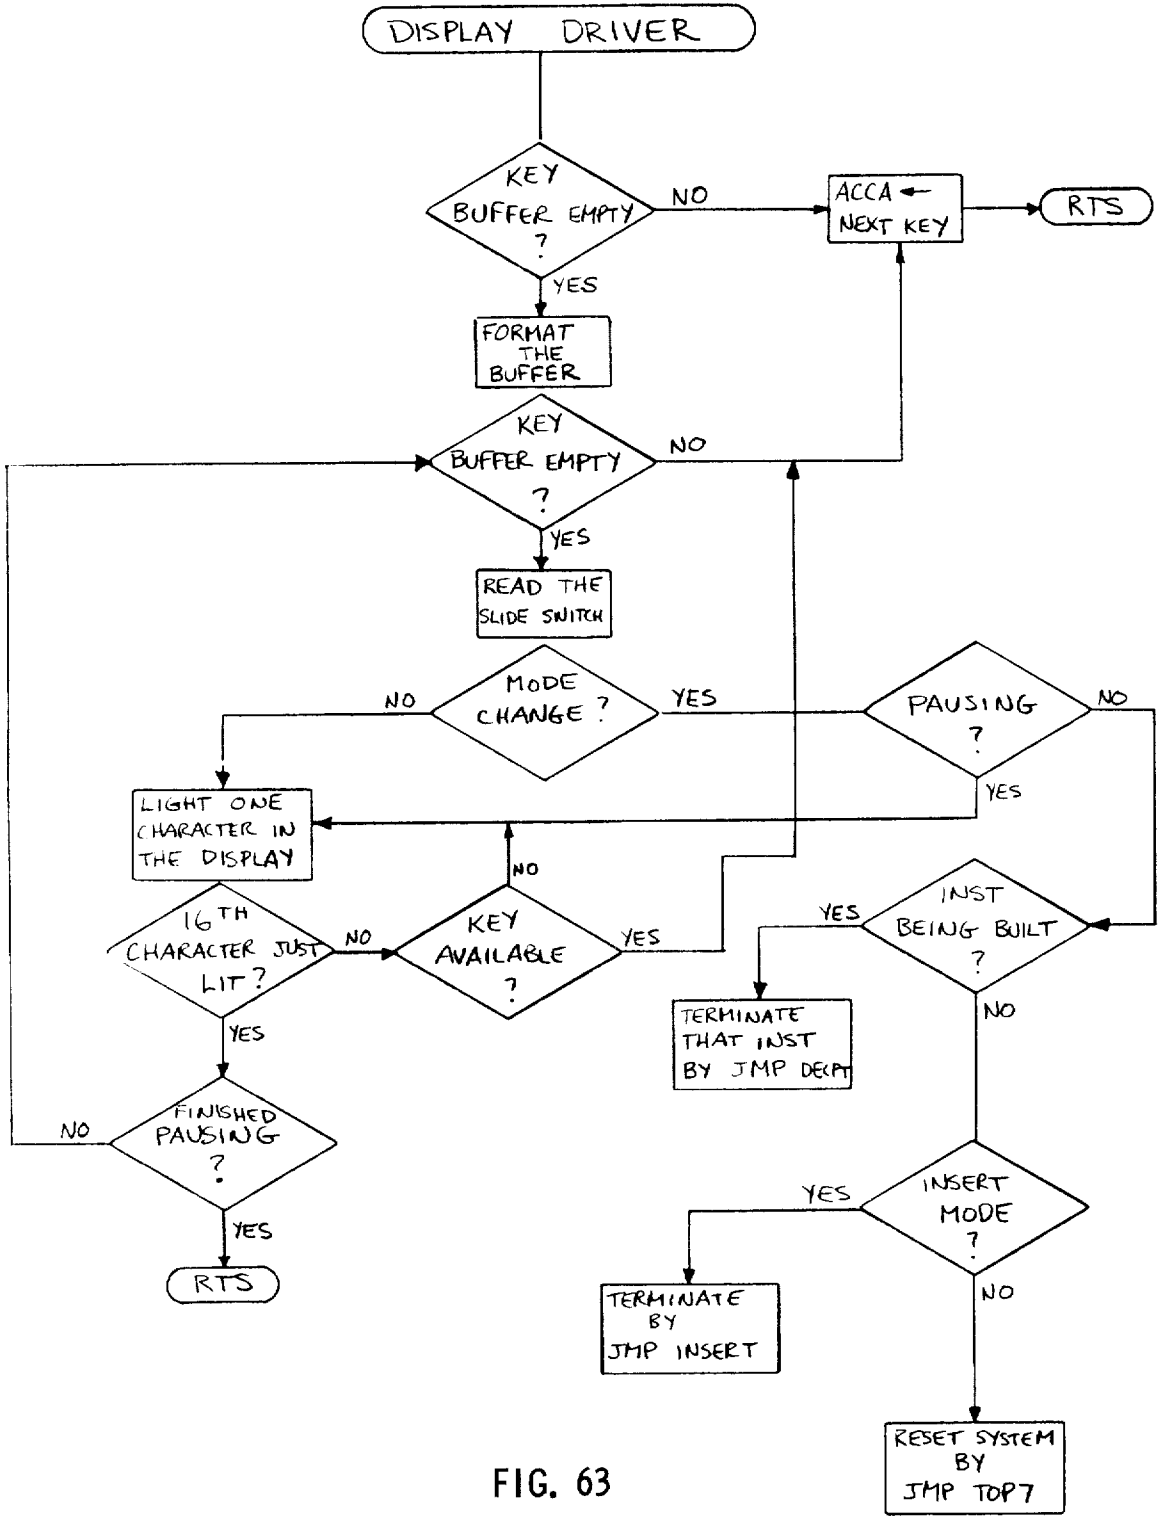 DISPLAY DRIVER
KEY
BUFFER EMPTY
?
NO
ACCA ←
NEXT KEY
RTS
YES
FORMAT
THE
BUFFER
KEY
BUFFER EMPTY
?
NO
YES
READ THE
SLIDE SWITCH
MODE
CHANGE ?
NO
YES
PAUSING
?
NO
YES
LIGHT ONE
CHARACTER IN
THE DISPLAY
16TH
CHARACTER JUST
LIT ?
NO
KEY
AVAILABLE
?
NO
YES
INST
BEING BUILT
?
YES
NO
TERMINATE
THAT INST
BY JMP
YES
FINISHED
PAUSING
?
NO
YES
RTS
INSERT
MODE
?
YES
NO
TERMINATE
BY
JMP INSERT
RESET SYSTEM
BY
JMP TOP7
FIG. 63